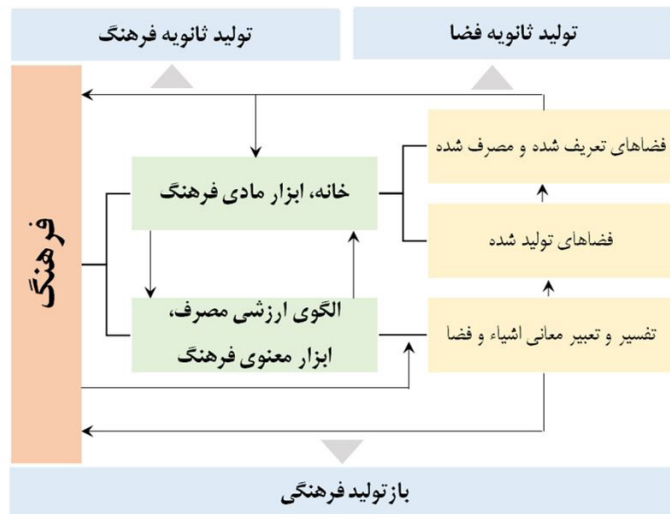 تولید ثانویه فضا
تولید ثانویه فرهنگ
فضاهای تعریف شده و مصرف شده
خانه، ابزار مادی فرهنگ
فضاهای تولید شده
فرهنگ
الگوی ارزشی مصرف،
ابزار معنوی فرهنگ
تفسیر و تعبیر معانی اشیاء و فضا
بازتولید فرهنگی